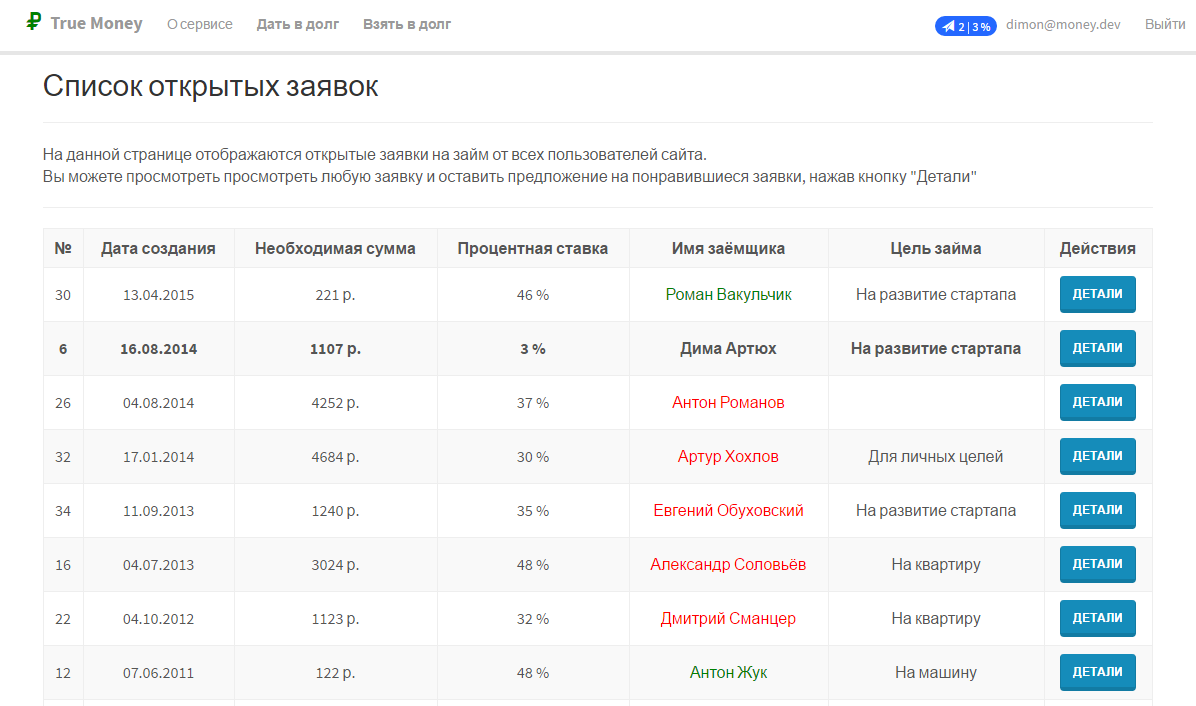 ₽ True Money О сервисе Дать в долг Взять в долг 2 | 3 % dimon@money.dev Выйти
Список открытых заявок
На данной странице отображаются открытые заявки на займ от всех пользователей сайта.
Вы можете просмотреть просмотреть любую заявку и оставить предложение на понравившиеся заявки, нажав кнопку "Детали"
№ Дата создания Необходимая сумма Процентная ставка Имя заёмщика Цель займа Действия
30 13.04.2015 221 р. 46 % Роман Вакульчик На развитие стартапа ДЕТАЛИ
6 16.08.2014 1107 р. 3 % Дима Артюх На развитие стартапа ДЕТАЛИ
26 04.08.2014 4252 р. 37 % Антон Романов ДЕТАЛИ
32 17.01.2014 4684 р. 30 % Артур Хохлов Для личных целей ДЕТАЛИ
34 11.09.2013 1240 р. 35 % Евгений Обуховский На развитие стартапа ДЕТАЛИ
16 04.07.2013 3024 р. 48 % Александр Соловьёв На квартиру ДЕТАЛИ
22 04.10.2012 1123 р. 32 % Дмитрий Сманцер На квартиру ДЕТАЛИ
12 07.06.2011 122 р. 48 % Антон Жук На машину ДЕТАЛИ